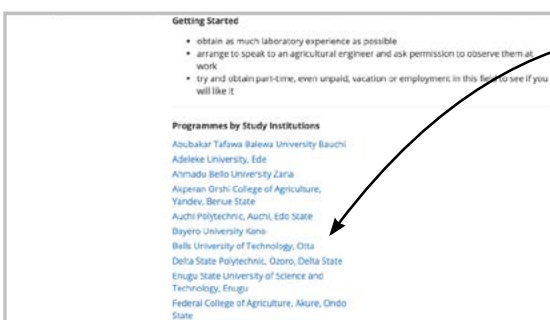 Getting Started
• obtain as much laboratory experience as possible
• arrange to speak to an agricultural engineer and ask permission to observe them at
work
• try and obtain part-time, even unpaid, vacation or employment in this field to see if you
will like it
Programmes by Study Institutions
Abubakar Tafawa Balewa University Bauchi
Adeleke University, Ede
Ahmadu Bello University Zaria
Akperan Orshi College of Agriculture,
Yandev, Benue State
Auchi Polytechnic, Auchi, Edo State
Bayero University Kano
Bells University of Technology, Otta
Delta State Polytechnic, Ozoro, Delta State
Enugu State University of Science and
Technology, Enugu
Federal College of Agriculture, Akure, Ondo
State